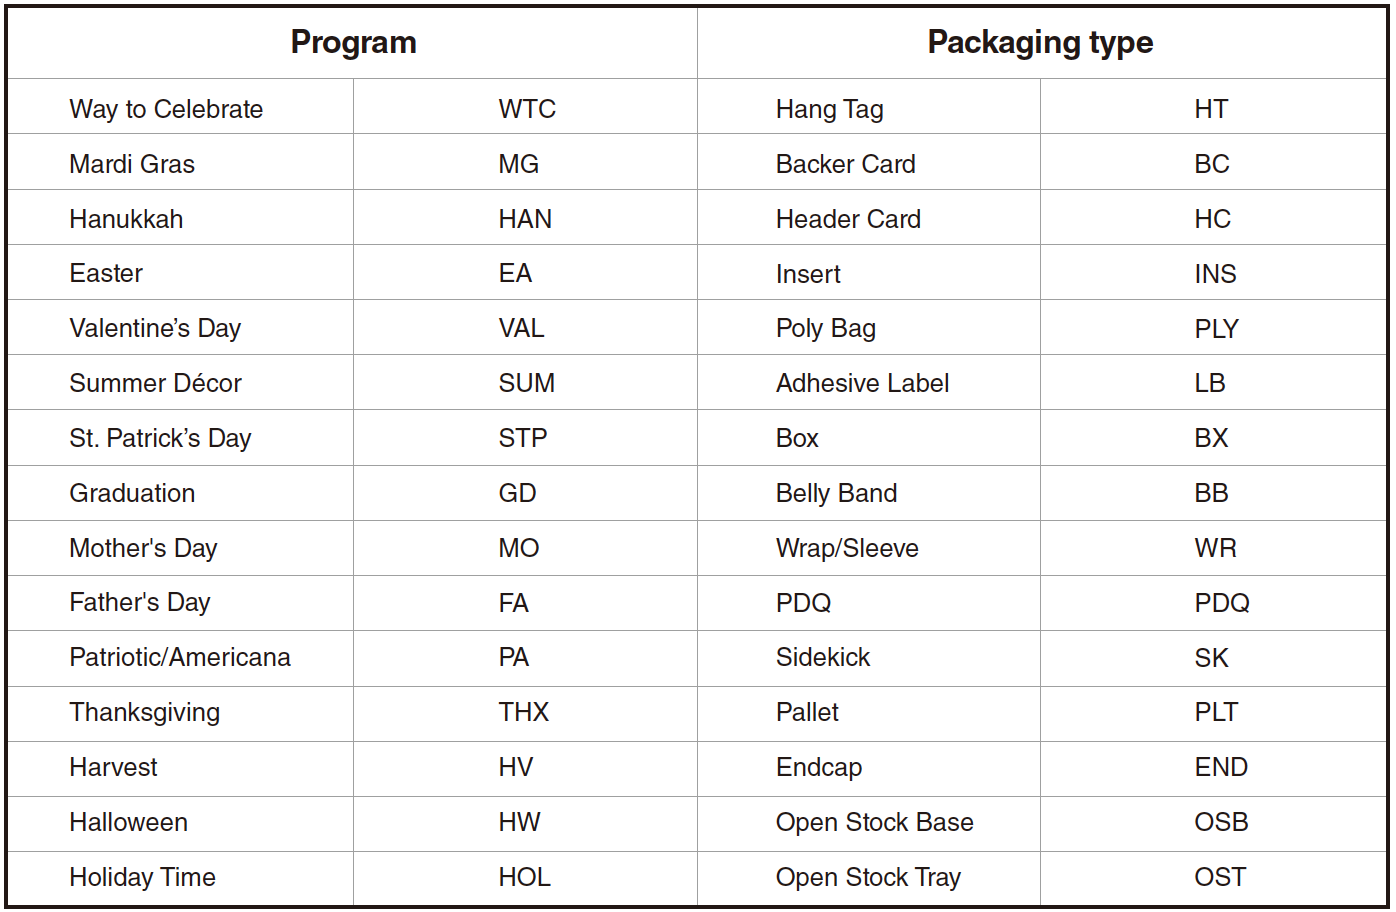 Program Packaging type
Way to Celebrate WTC Hang Tag HT
Mardi Gras MG Backer Card BC
Hanukkah HAN Header Card HC
Easter EA Insert INS
Valentine’s Day VAL Poly Bag PLY
Summer Décor SUM Adhesive Label LB
St. Patrick’s Day STP Box BX
Graduation GD Belly Band BB
Mother's Day MO Wrap/Sleeve WR
Father's Day FA PDQ PDQ
Patriotic/Americana PA Sidekick SK
Thanksgiving THX Pallet PLT
Harvest HV Endcap END
Halloween HW Open Stock Base OSB
Holiday Time HOL Open Stock Tray OST